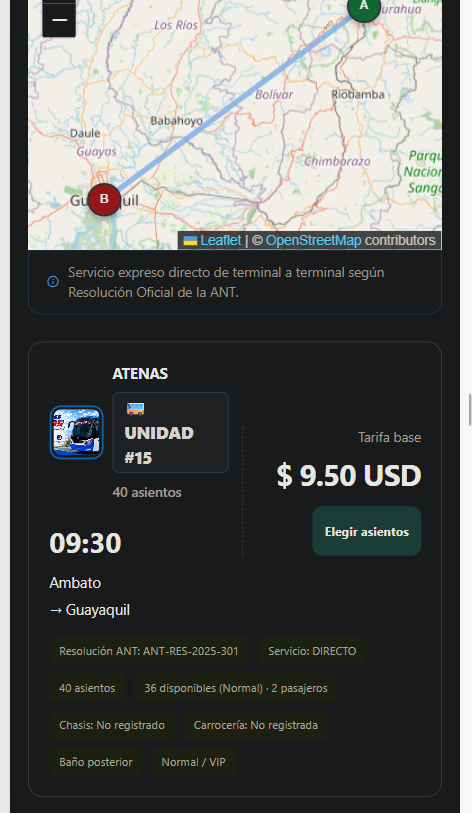 A
Los Ríos
Bolívar
Riobamba
Babahoyo
Daule
Guayas
Chimborazo
B
Leaflet | © OpenStreetMap contributors
Servicio expreso directo de terminal a terminal según
Resolución Oficial de la ANT.
ATENAS
UNIDAD
#15
40 asientos
Tarifa base
$ 9.50 USD
Elegir asientos
09:30
Ambato
→ Guayaquil
Resolución ANT: ANT-RES-2025-301
Servicio: DIRECTO
40 asientos
36 disponibles (Normal) · 2 pasajeros
Chasis: No registrado
Carrocería: No registrada
Baño posterior
Normal / VIP